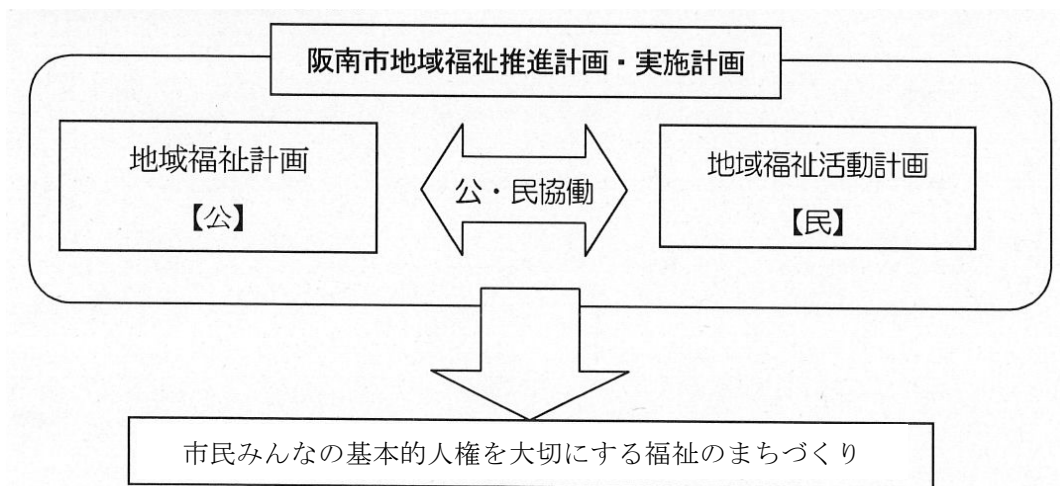 阪南市地域福祉推進計画・実施計画
地域福祉計画
【公】
公・民協働
地域福祉活動計画
【民】
市民みんなの基本的人権を大切にする福祉のまちづくり